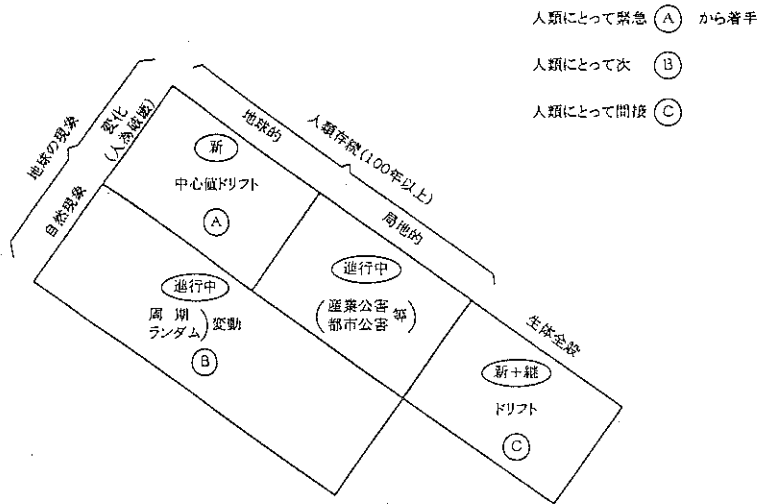 人類にとって緊急 Ⓐ から着手
人類にとって次 Ⓑ
人類にとって間接 Ⓒ
地球の現象
変化
(人為破壊)
自然現象
人類存続(100年以上)
地球的
局地的
生体全般
新
中心値ドリフト
Ⓐ
進行中
周期
ランダム)変動
Ⓑ
進行中
(産業公害
都市公害)等
新+継
ドリフト
Ⓒ